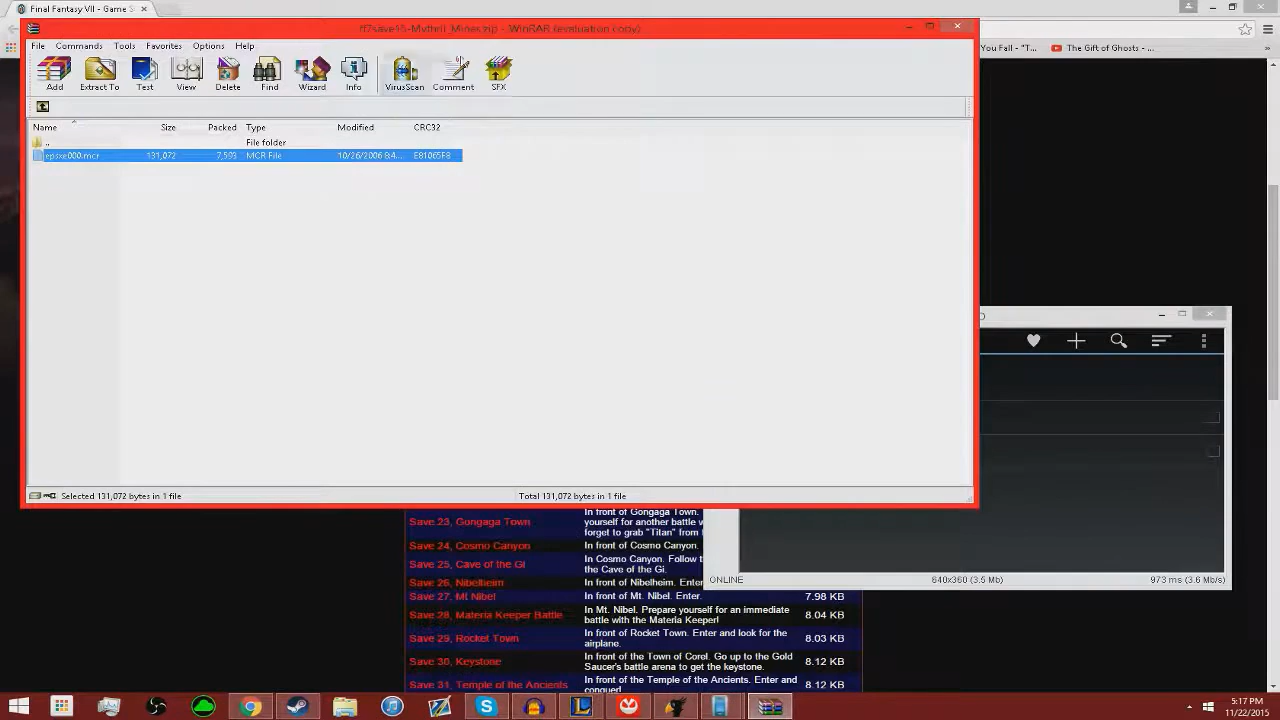 Final Fantasy VII - Game S
ff7save15-Mythril_Mines.zip - WinRAR (evaluation copy)
File Commands Tools Favorites Options Help
You Fall - "T... The Gift of Ghosts - ...
Add Extract To Test View Delete Find Wizard Info VirusScan Comment SFX
Name Size Packed Type Modified CRC32
.. File folder
epsxe000.mcr 131,072 7,593 MCR File 10/26/2006 8:4... E81065F8
Selected 131,072 bytes in 1 file Total 131,072 bytes in 1 file
Save 23, Gongaga Town In front of Gongaga Town.
yourself for another battle w
forget to grab "Titan" from
Save 24, Cosmo Canyon In front of Cosmo Canyon.
Save 25, Cave of the Gi In Cosmo Canyon. Follow t
the Cave of the Gi.
ONLINE 640x360 (3.5 Mb) 973 ms (3.6 Mb/s)
Save 26, Nibelheim In front of Nibelheim. Enter
Save 27, Mt Nibel In front of Mt. Nibel. Enter. 7.98 KB
Save 28, Materia Keeper Battle In Mt. Nibel. Prepare yourself for an immediate
battle with the Materia Keeper! 8.04 KB
Save 29, Rocket Town In front of Rocket Town. Enter and look for the
airplane. 8.03 KB
Save 30, Keystone In front of the Town of Corel. Go up to the Gold
Saucer's battle arena to get the keystone. 8.12 KB
Save 31, Temple of the Ancients In front of the Temple of the Ancients. Enter and
conquer. 8.12 KB
5:17 PM
11/22/2015